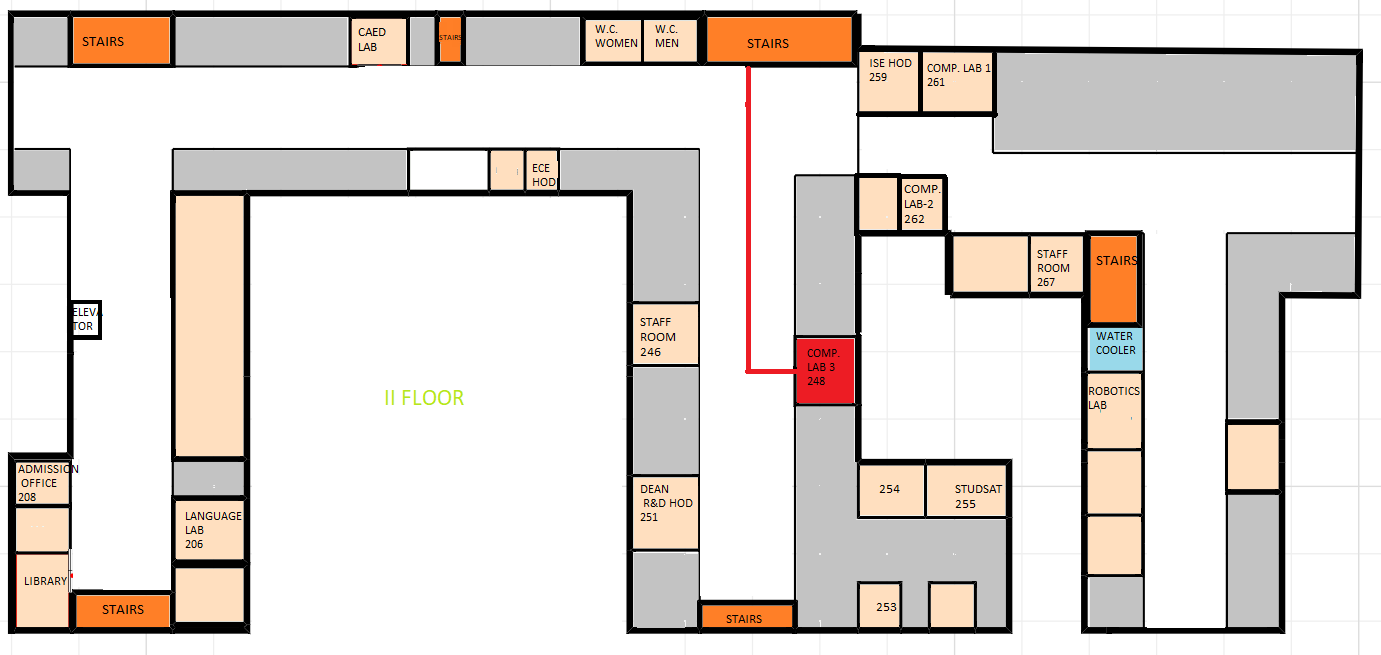 STAIRS
CAED
LAB
STAIRS
W.C.
WOMEN
W.C.
MEN
STAIRS
ISE HOD
259
COMP. LAB 1
261
ECE
HOD
COMP.
LAB-2
262
STAFF
ROOM
267
STAIRS
ELEVA
TOR
STAFF
ROOM
246
COMP.
LAB 3
248
WATER
COOLER
II FLOOR
ROBOTICS
LAB
ADMISSION
OFFICE
208
LANGUAGE
LAB
206
DEAN
R&D HOD
251
254
STUDSAT
255
LIBRARY
STAIRS
STAIRS
253